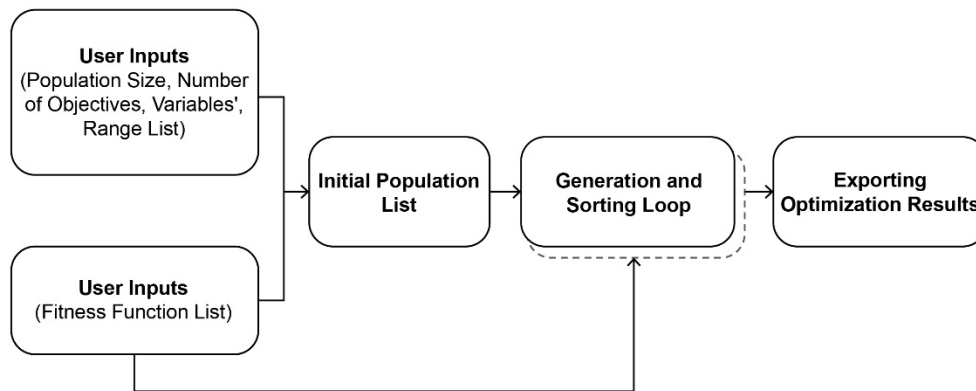 User Inputs
(Population Size, Number
of Objectives, Variables',
Range List)
User Inputs
(Fitness Function List)
Initial Population
List
Generation and
Sorting Loop
Exporting
Optimization Results